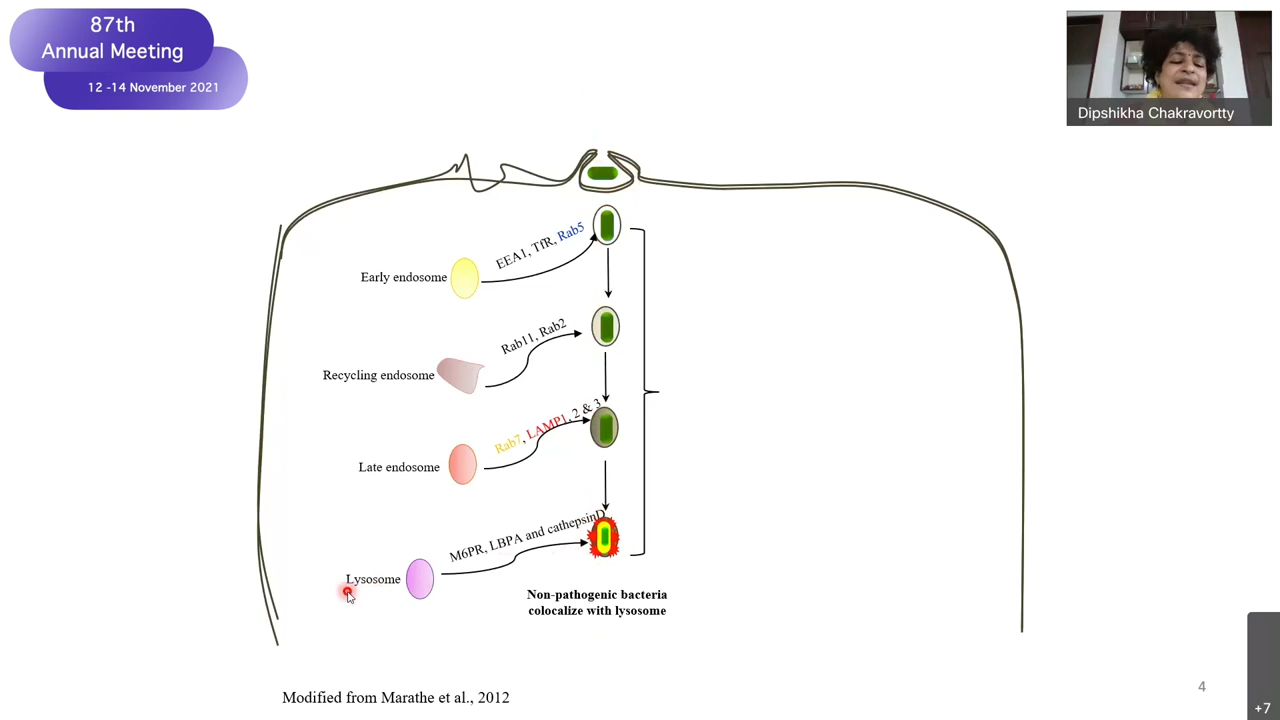 87th
Annual Meeting
12 -14 November 2021
Dipshikha Chakravortty
EEA1, TfR, Rab5
Early endosome
Rab11, Rab2
Recycling endosome
Rab7, LAMP1, 2 & 3
Late endosome
M6PR, LBPA and cathepsinD
Lysosome
Non-pathogenic bacteria
colocalize with lysosome
Modified from Marathe et al., 2012
4
+7